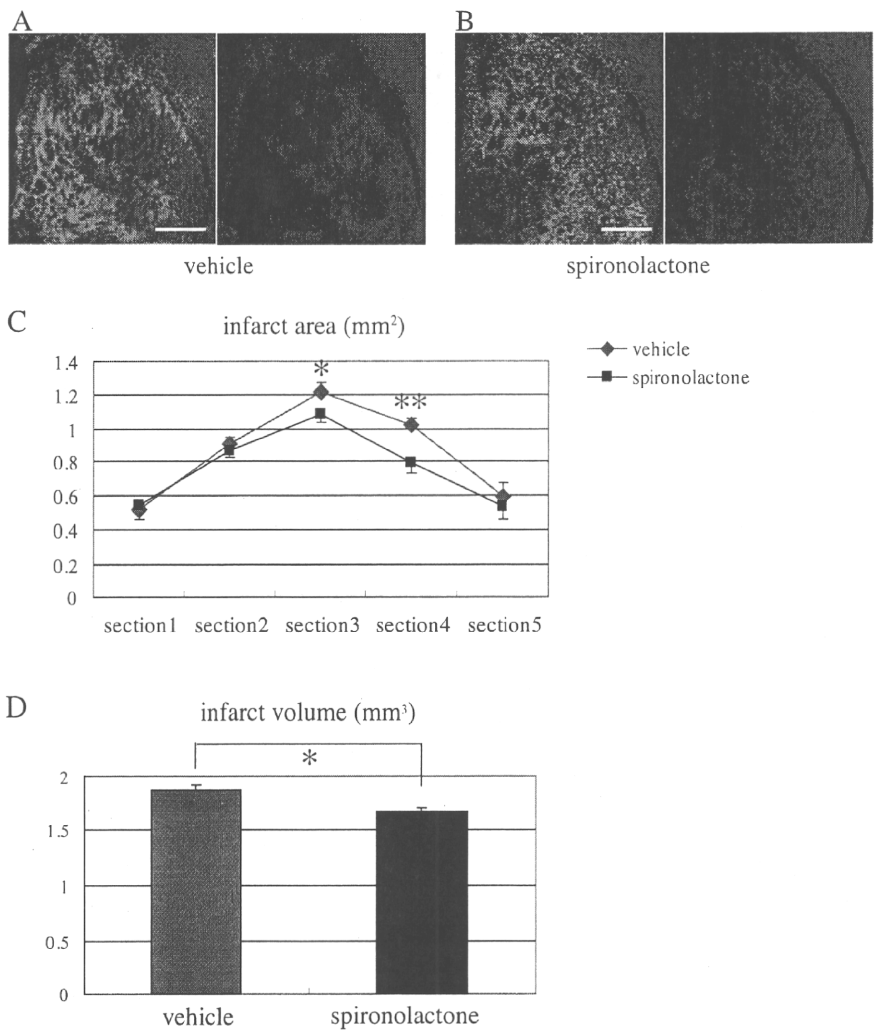 A
B
vehicle
spironolactone
C
infarct area (mm²)
vehicle
spironolactone
1.4
1.2
1
0.8
0.6
0.4
0.2
0
*
**
section1 section2 section3 section4 section5
D
infarct volume (mm³)
*
2
1.5
1
0.5
0
vehicle
spironolactone